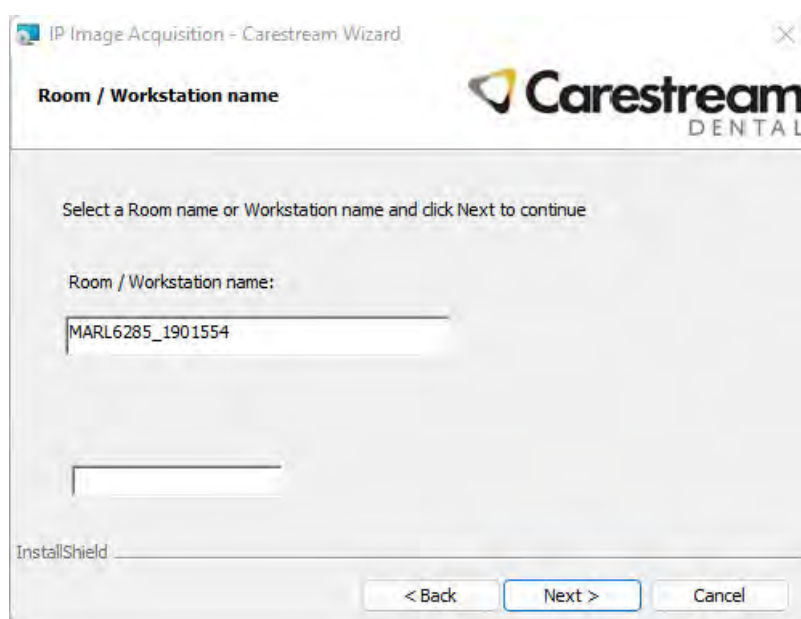 IP Image Acquisition - Carestream Wizard
Room / Workstation name
Carestream
DENTAL
Select a Room name or Workstation name and click Next to continue
Room / Workstation name:
MARL6285_1901554
InstallShield
< Back Next > Cancel